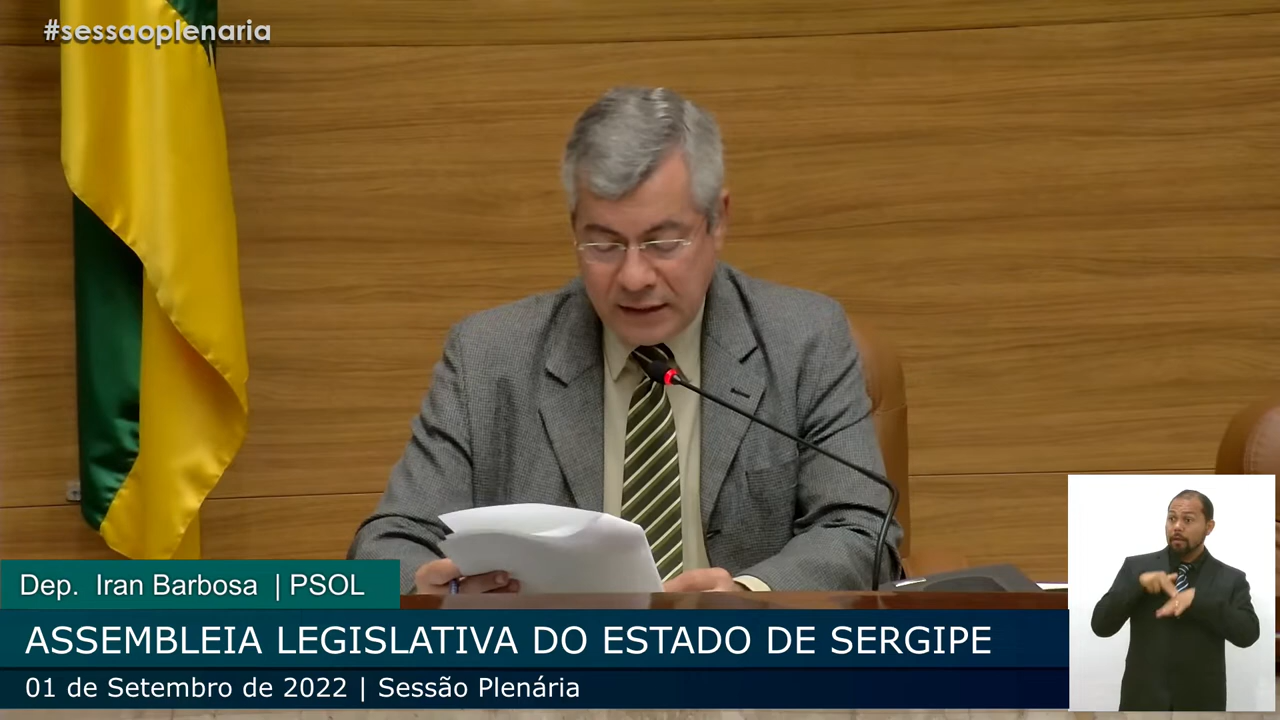 #sessaoplenaria
Dep. Iran Barbosa | PSOL
ASSEMBLEIA LEGISLATIVA DO ESTADO DE SERGIPE
01 de Setembro de 2022 | Sessão Plenária